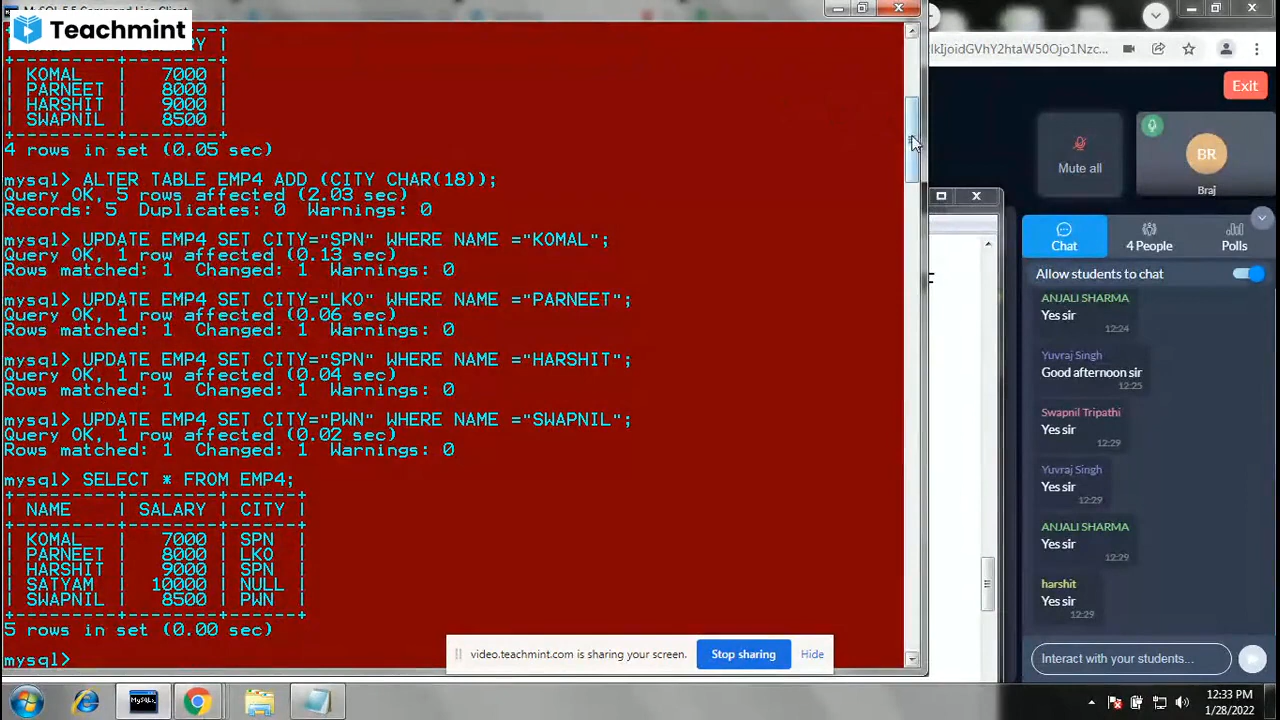 MySQL 5.5 Command Line Client
Teachmint
| KOMAL | 7000 |
| PARNEET | 8000 |
| HARSHIT | 9000 |
| SWAPNIL | 8500 |
4 rows in set (0.05 sec)
mysql> ALTER TABLE EMP4 ADD (CITY CHAR(18));
Query OK, 5 rows affected (2.03 sec)
Records: 5 Duplicates: 0 Warnings: 0
mysql> UPDATE EMP4 SET CITY="SPN" WHERE NAME ="KOMAL";
Query OK, 1 row affected (0.13 sec)
Rows matched: 1 Changed: 1 Warnings: 0
mysql> UPDATE EMP4 SET CITY="LKO" WHERE NAME ="PARNEET";
Query OK, 1 row affected (0.06 sec)
Rows matched: 1 Changed: 1 Warnings: 0
mysql> UPDATE EMP4 SET CITY="SPN" WHERE NAME ="HARSHIT";
Query OK, 1 row affected (0.04 sec)
Rows matched: 1 Changed: 1 Warnings: 0
mysql> UPDATE EMP4 SET CITY="PWN" WHERE NAME ="SWAPNIL";
Query OK, 1 row affected (0.02 sec)
Rows matched: 1 Changed: 1 Warnings: 0
mysql> SELECT * FROM EMP4;
| NAME | SALARY | CITY |
| KOMAL | 7000 | SPN |
| PARNEET | 8000 | LKO |
| HARSHIT | 9000 | SPN |
| SATYAM | 10000 | NULL |
| SWAPNIL | 8500 | PWN |
5 rows in set (0.00 sec)
mysql>
video.teachmint.com is sharing your screen.
Stop sharing
Hide
Exit
Mute all
BR
Braj
Chat
4 People
Polls
Allow students to chat
ANJALI SHARMA
Yes sir
12:24
Yuvraj Singh
Good afternoon sir
12:25
Swapnil Tripathi
Yes sir
12:29
Yuvraj Singh
Yes sir
12:29
ANJALI SHARMA
Yes sir
12:29
harshit
Yes sir
12:29
Interact with your students...
MySQL
12:33 PM
1/28/2022